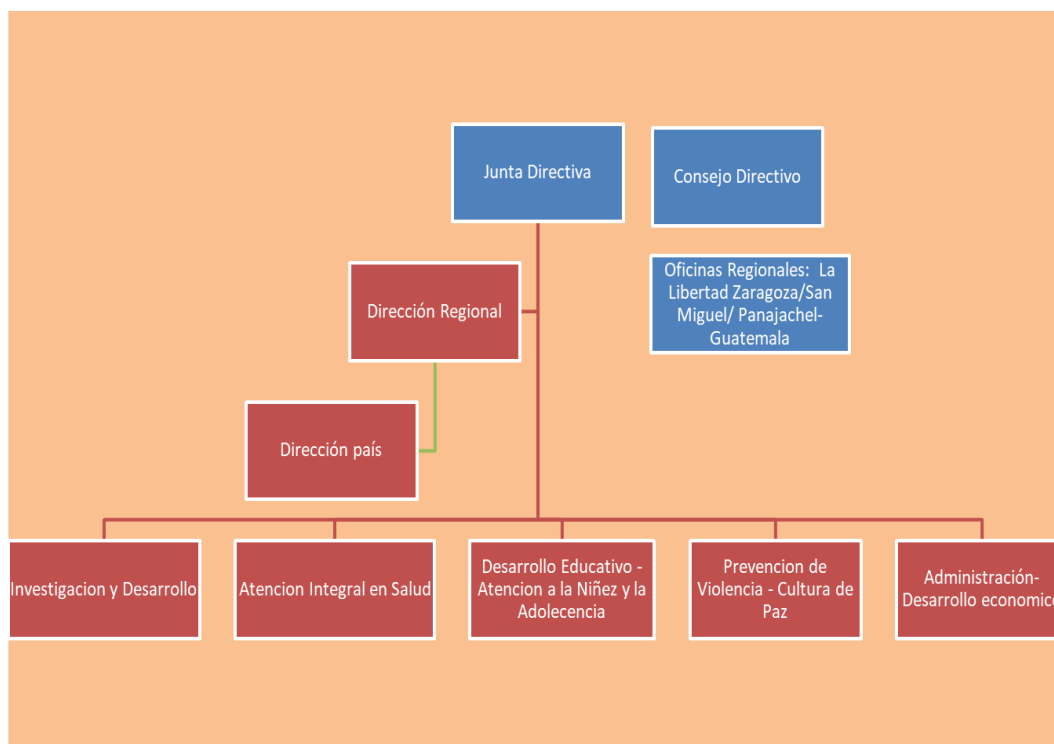 Junta Directiva
Consejo Directivo
Dirección Regional
Oficinas Regionales: La
Libertad Zaragoza/San
Miguel/ Panajachel-
Guatemala
Dirección país
Investigacion y Desarrollo
Atencion Integral en Salud
Desarrollo Educativo -
Atencion a la Niñez y la
Adolecencia
Prevencion de
Violencia - Cultura de
Paz
Administración-
Desarrollo economico